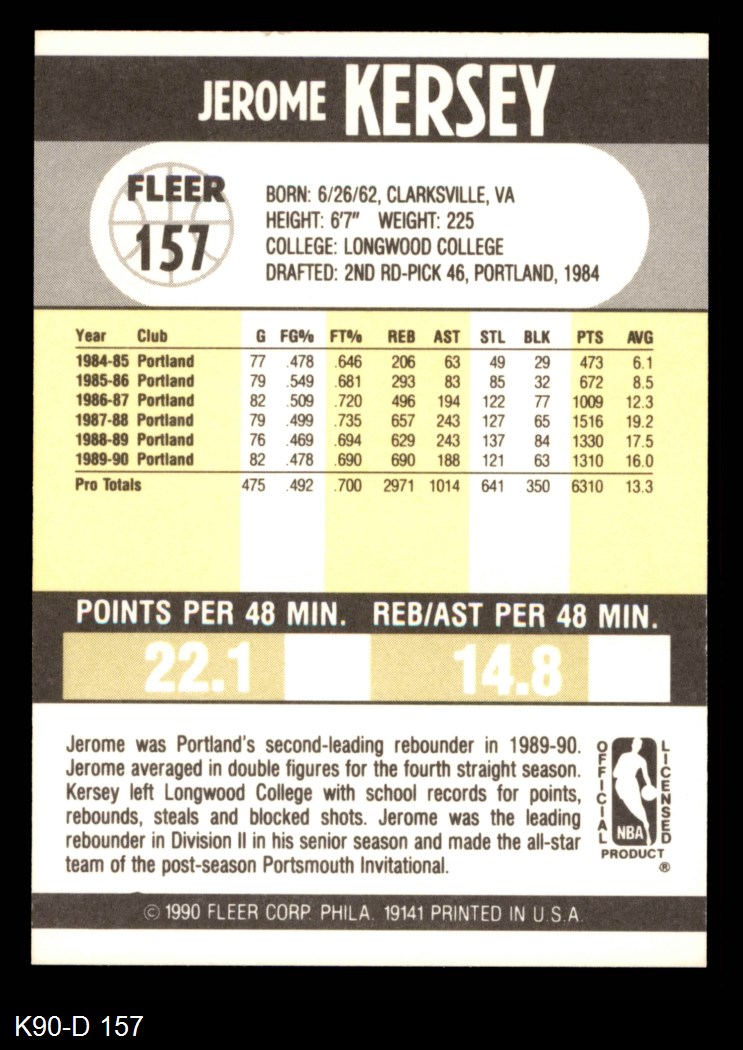 JEROME KERSEY
FLEER
157
BORN: 6/26/62, CLARKSVILLE, VA
HEIGHT: 6'7" WEIGHT: 225
COLLEGE: LONGWOOD COLLEGE
DRAFTED: 2ND RD-PICK 46, PORTLAND, 1984
Year Club G FG% FT% REB AST STL BLK PTS AVG
1984-85 Portland 77 .478 .646 206 63 49 29 473 6.1
1985-86 Portland 79 .549 .681 293 83 85 32 672 8.5
1986-87 Portland 82 .509 .720 496 194 122 77 1009 12.3
1987-88 Portland 79 .499 .735 657 243 127 65 1516 19.2
1988-89 Portland 76 .469 .694 629 243 137 84 1330 17.5
1989-90 Portland 82 .478 .690 690 188 121 63 1310 16.0
Pro Totals 475 .492 .700 2971 1014 641 350 6310 13.3
POINTS PER 48 MIN. REB/AST PER 48 MIN.
22.1 14.8
Jerome was Portland's second-leading rebounder in 1989-90.
Jerome averaged in double figures for the fourth straight season.
Kersey left Longwood College with school records for points,
rebounds, steals and blocked shots. Jerome was the leading
rebounder in Division II in his senior season and made the all-star
team of the post-season Portsmouth Invitational.
OFFICIAL
LICENSED
NBA
PRODUCT
®
© 1990 FLEER CORP. PHILA. 19141 PRINTED IN U.S.A.
K90-D 157